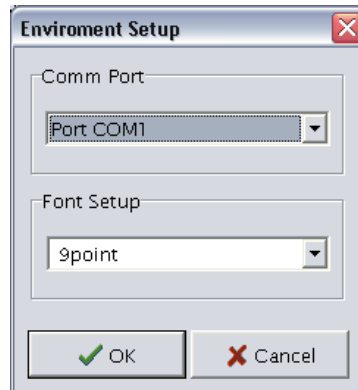 Enviroment Setup
Comm Port
Port COM1
Font Setup
9point
OK
Cancel